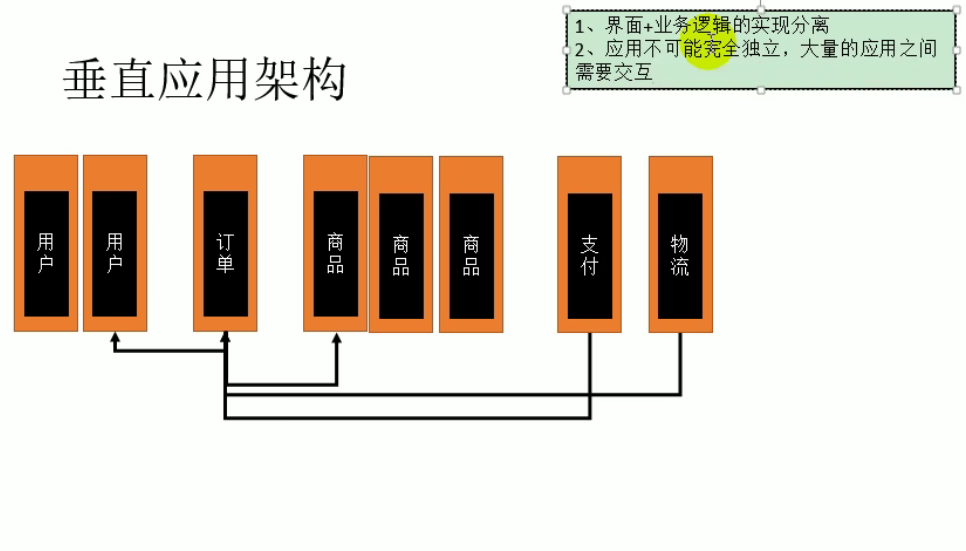 1、界面+业务逻辑的实现分离
2、应用不可能完全独立，大量的应用之间
需要交互
垂直应用架构
用户
用户
订单
商品
商品
商品
支付
物流